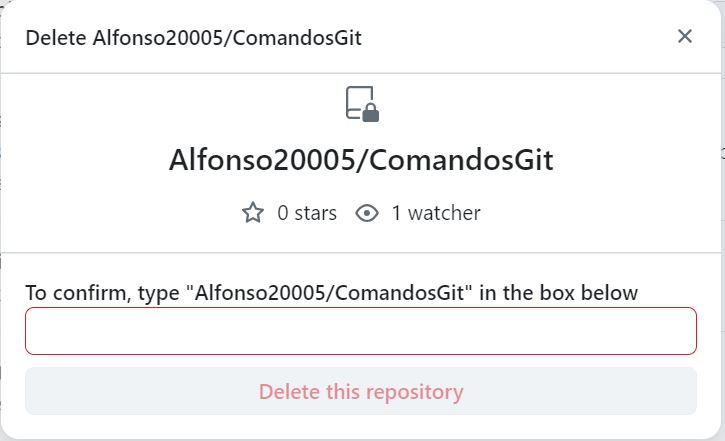 Delete Alfonso20005/ComandosGit
Alfonso20005/ComandosGit
0 stars 1 watcher
To confirm, type "Alfonso20005/ComandosGit" in the box below
Delete this repository